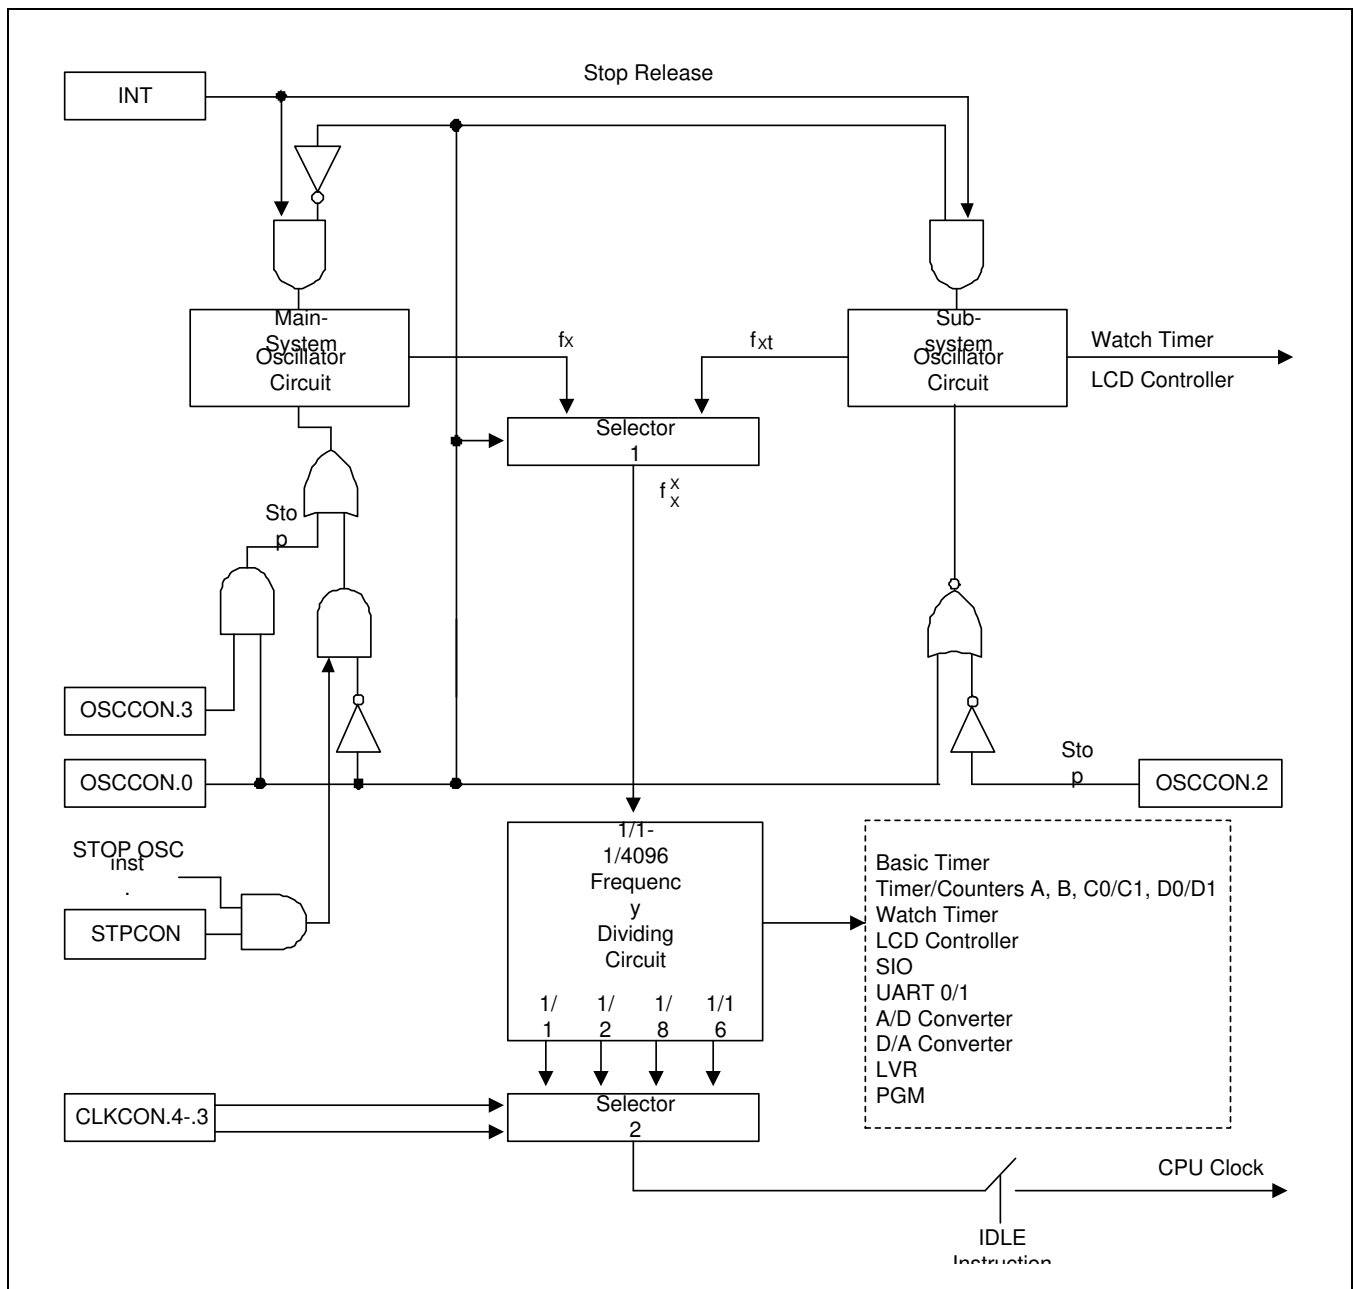 Stop Release
INT
Main-
System
Oscillator
Circuit
fx
fxt
Sub-
system
Oscillator
Circuit
Watch Timer
LCD Controller
Selector
1
f X
X
Sto
p
OSCCON.3
OSCCON.0
Sto
p
OSCCON.2
STOP OSC
inst
.
STPCON
1/1-
1/4096
Frequenc
y
Dividing
Circuit
1/
1
1/
2
1/
8
1/1
6
Basic Timer
Timer/Counters A, B, C0/C1, D0/D1
Watch Timer
LCD Controller
SIO
UART 0/1
A/D Converter
D/A Converter
LVR
PGM
CLKCON.4-.3
Selector
2
CPU Clock
IDLE
Instruction